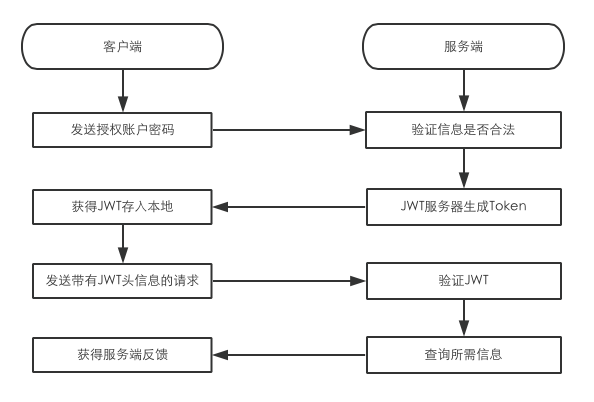 客户端
服务端
发送授权账户密码
验证信息是否合法
获得JWT存入本地
JWT服务器生成Token
发送带有JWT头信息的请求
验证JWT
获得服务端反馈
查询所需信息